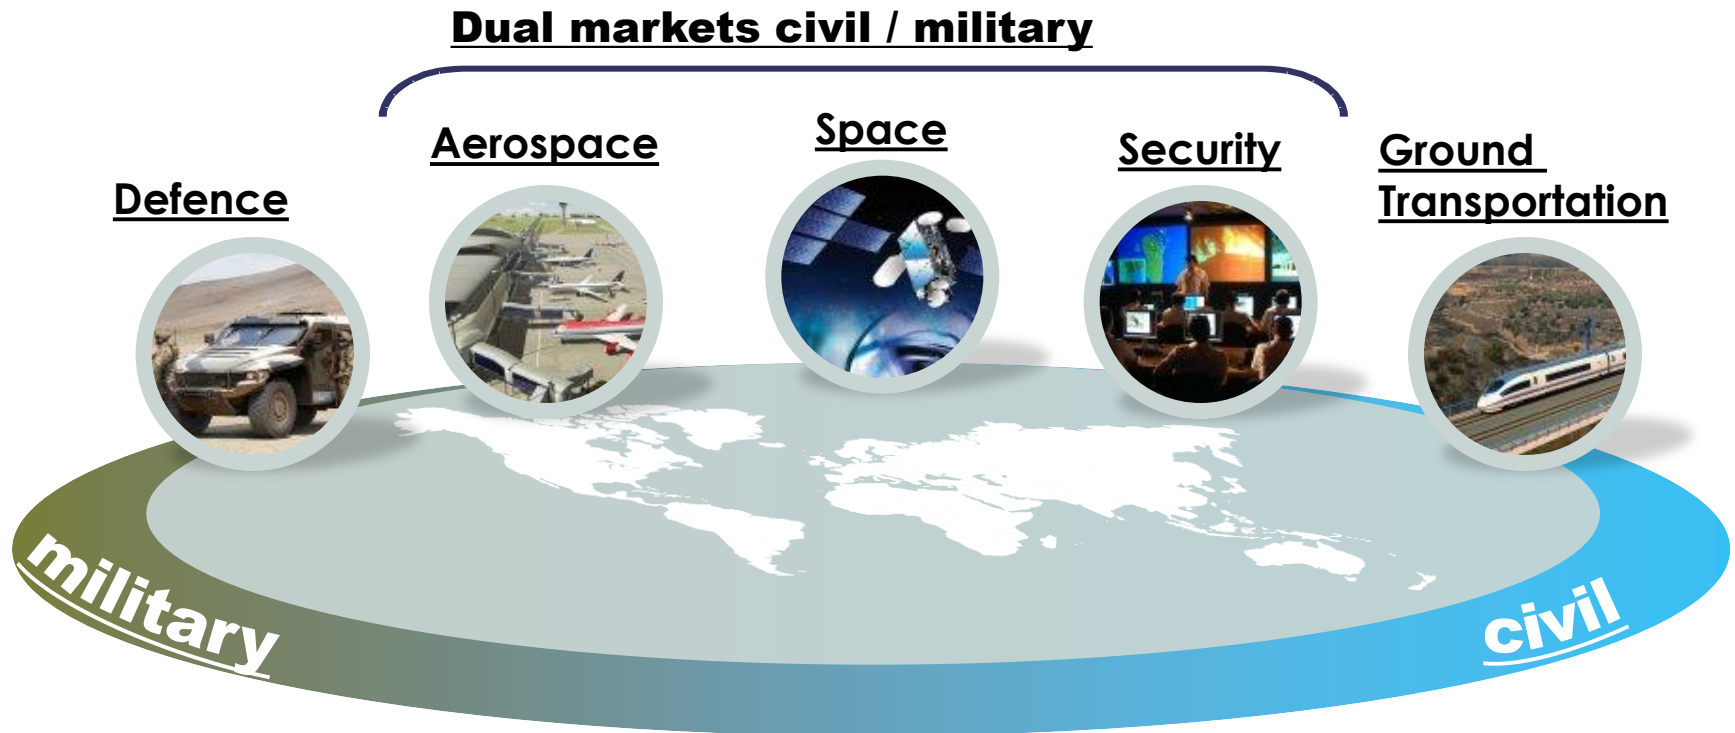 Dual markets civil / military
Defence
Aerospace
Space
Security
Ground
Transportation
military
civil